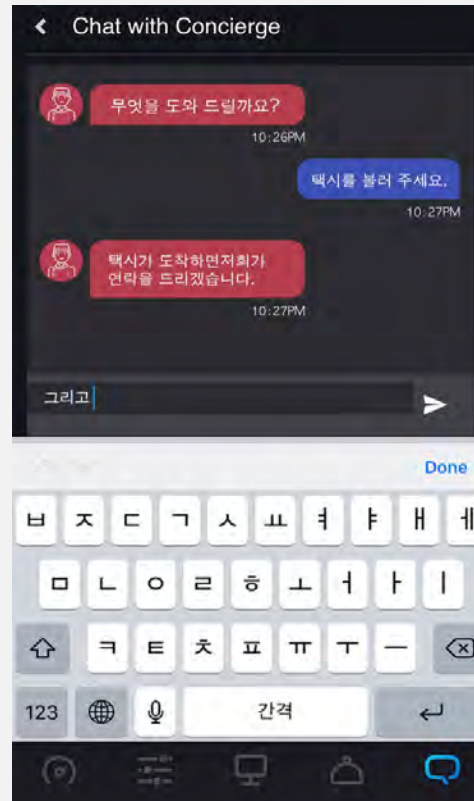 Chat with Concierge
무엇을 도와 드릴까요?
10:26PM
택시를 불러 주세요.
10:27PM
택시가 도착하면저희가
연락을 드리겠습니다.
10:27PM
그리고
Done
ㅂ ㅈ ㄷ ㄱ ㅅ ㅛ ㅕ ㅑ ㅐ ㅔ
ㅁ ㄴ ㅇ ㄹ ㅎ ㅗ ㅓ ㅏ ㅣ
ㅋ ㅌ ㅊ ㅍ ㅠ ㅜ ㅡ
123 간격